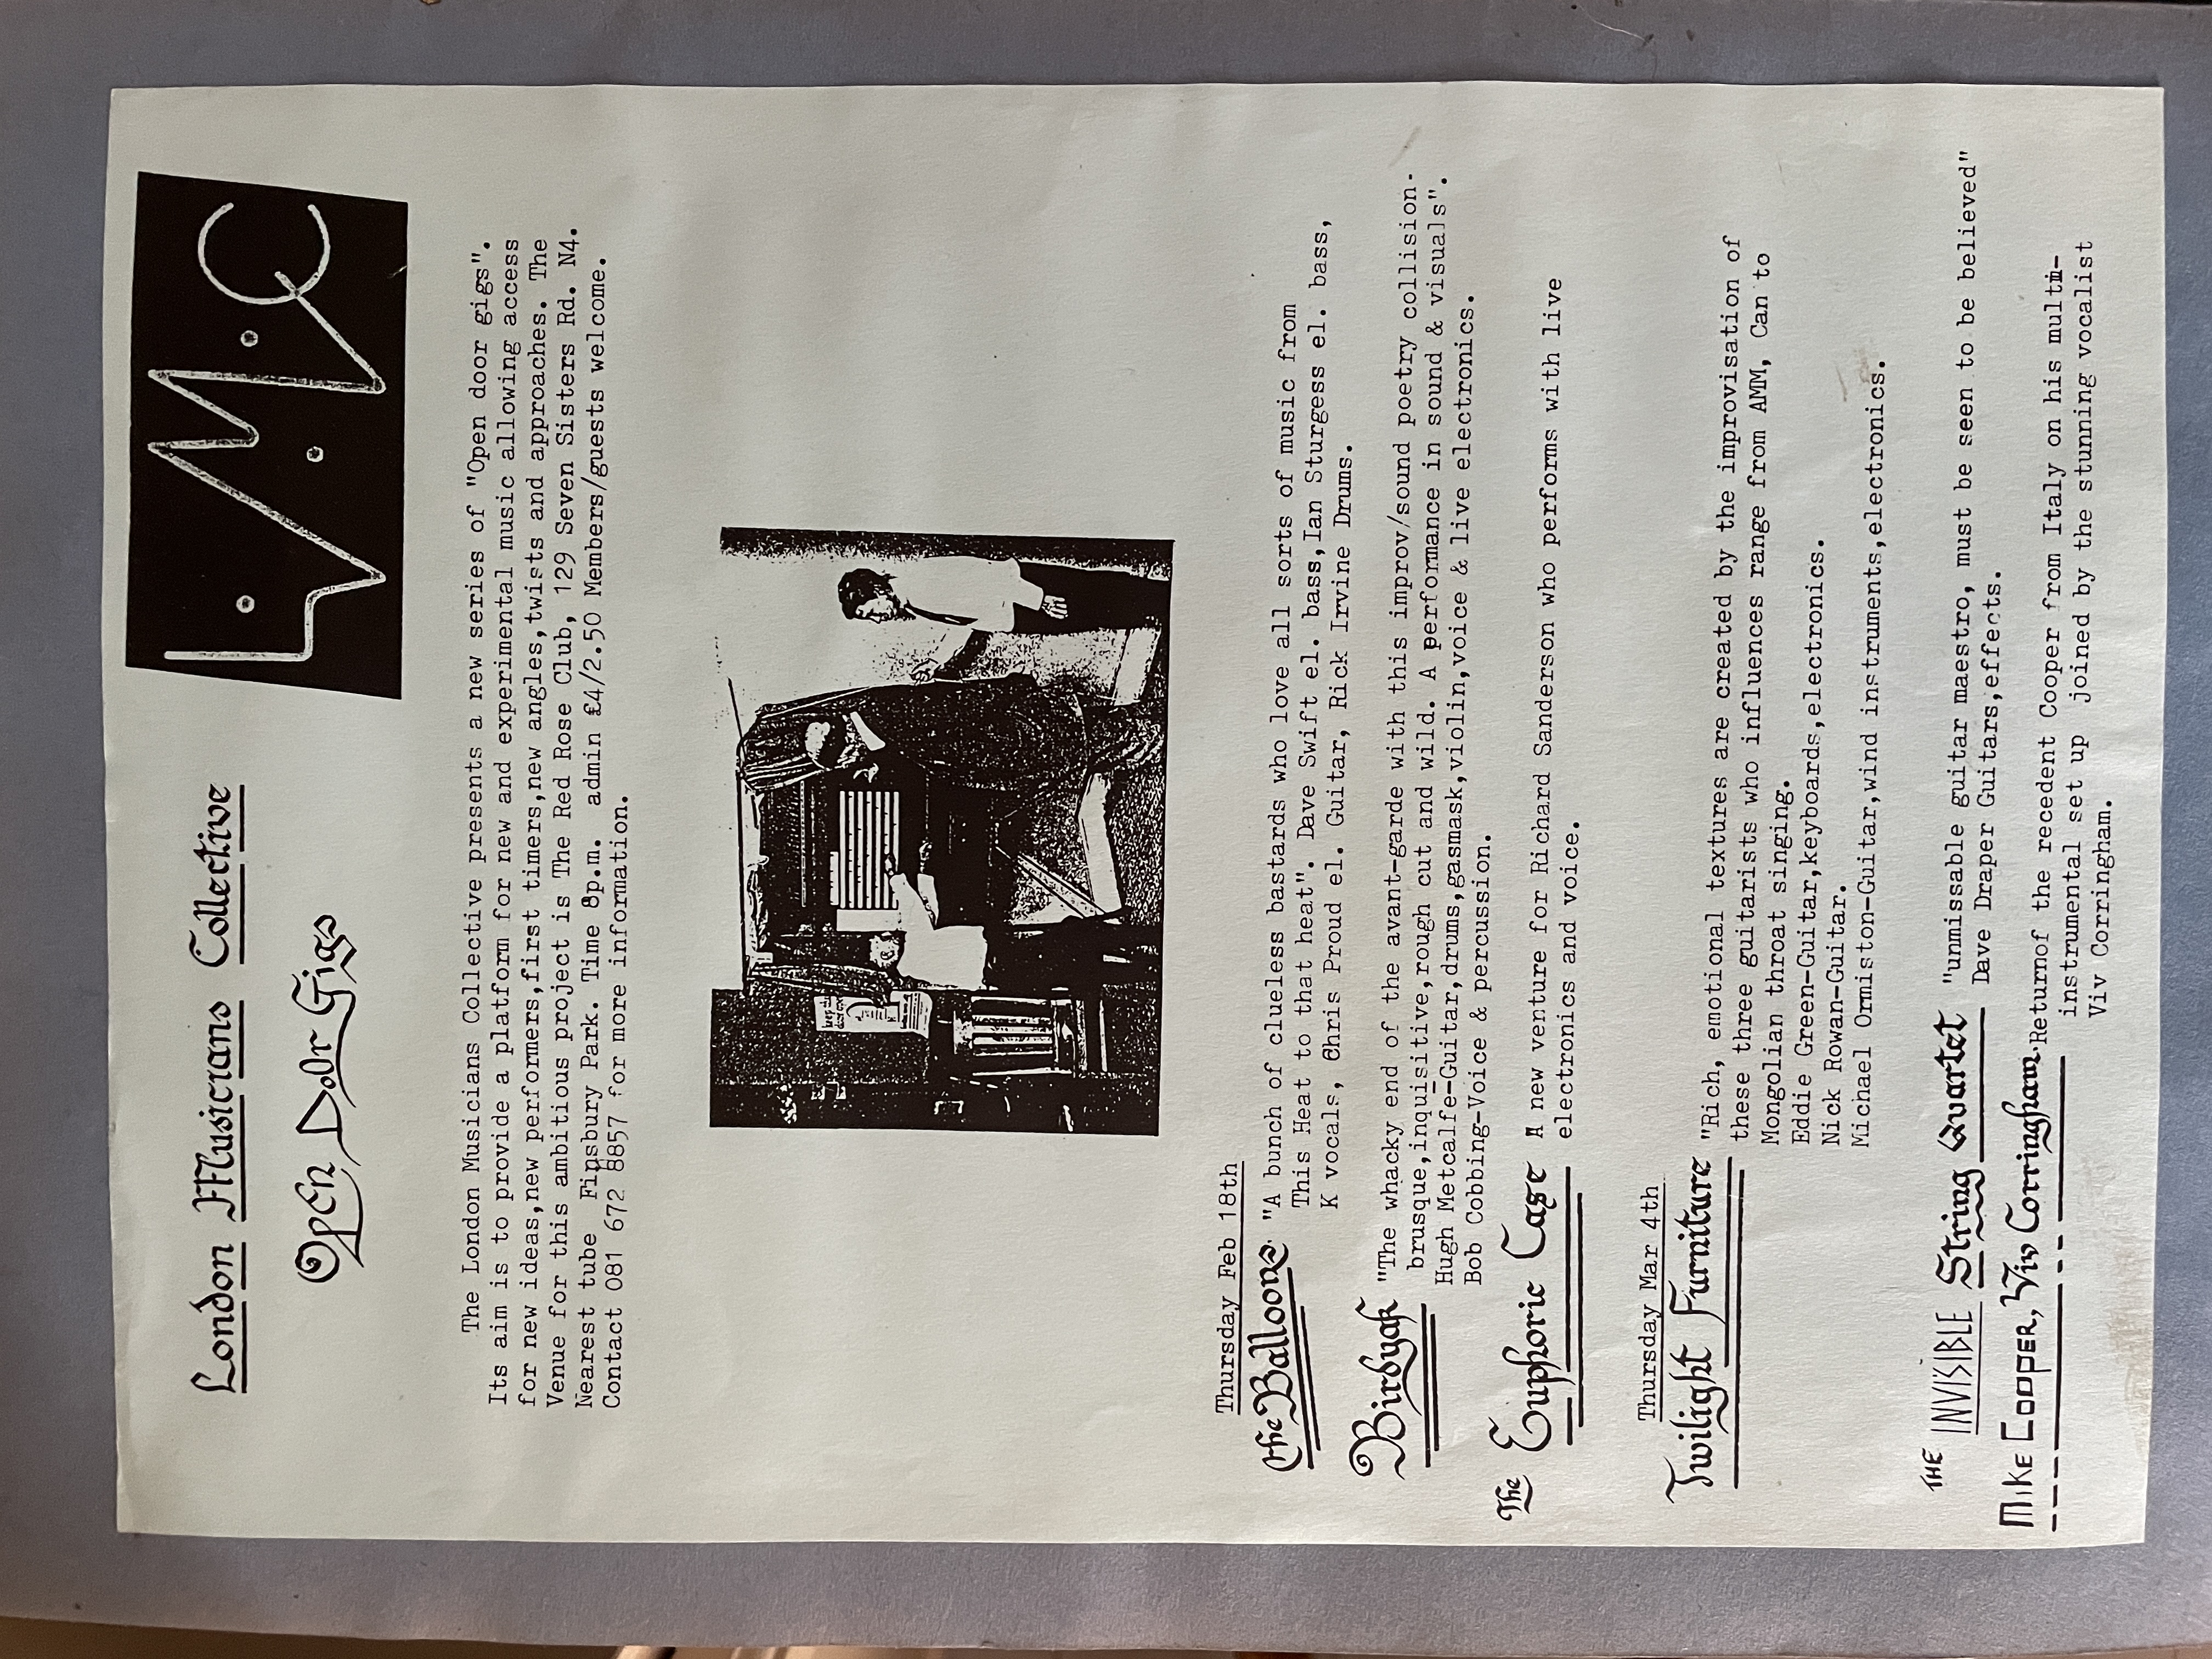 London Musicians Collective
L.M.C
Open Door Gigs
The London Musicians Collective presents a new series of "Open door gigs".
Its aim is to provide a platform for new and experimental music allowing access
for new ideas,new performers,first timers,new angles,twists and approaches. The
Venue for this ambitious project is The Red Rose Club, 129 Seven Sisters Rd. N4.
Nearest tube Finsbury Park. Time 8p.m. admin £4/2.50 Members/guests welcome.
Contact 081 672 8857 for more information.
keep the
door open
Thursday Feb 18th
the Balloons. "A bunch of clueless bastards who love all sorts of music from
This Heat to that heat". Dave Swift el. bass,Ian Sturgess el. bass,
K vocals, Chris Proud el. Guitar, Rick Irvine Drums.
Birdyak "The whacky end of the avant-garde with this improv/sound poetry collision-
brusque,inquisitive,rough cut and wild. A performance in sound & visuals".
Hugh Metcalfe-Guitar,drums,gasmask,violin,voice & live electronics.
Bob Cobbing-Voice & percussion.
The Euphoric Case A new venture for Richard Sanderson who performs with live
electronics and voice.
Thursday Mar 4th
Twilight Furniture "Rich, emotional textures are created by the improvisation of
these three guitarists who influences range from AMM, Can to
Mongolian throat singing.
Eddie Green-Guitar,keyboards,electronics.
Nick Rowan-Guitar.
Michael Ormiston-Guitar,wind instruments,electronics.
THE INVISIBLE String Quartet "unmissable guitar maestro, must be seen to be believed"
Dave Draper Guitars,effects.
Mike Cooper, Viv Corringham. Returnof the recedent Cooper from Italy on his multi-
instrumental set up joined by the stunning vocalist
Viv Corringham.